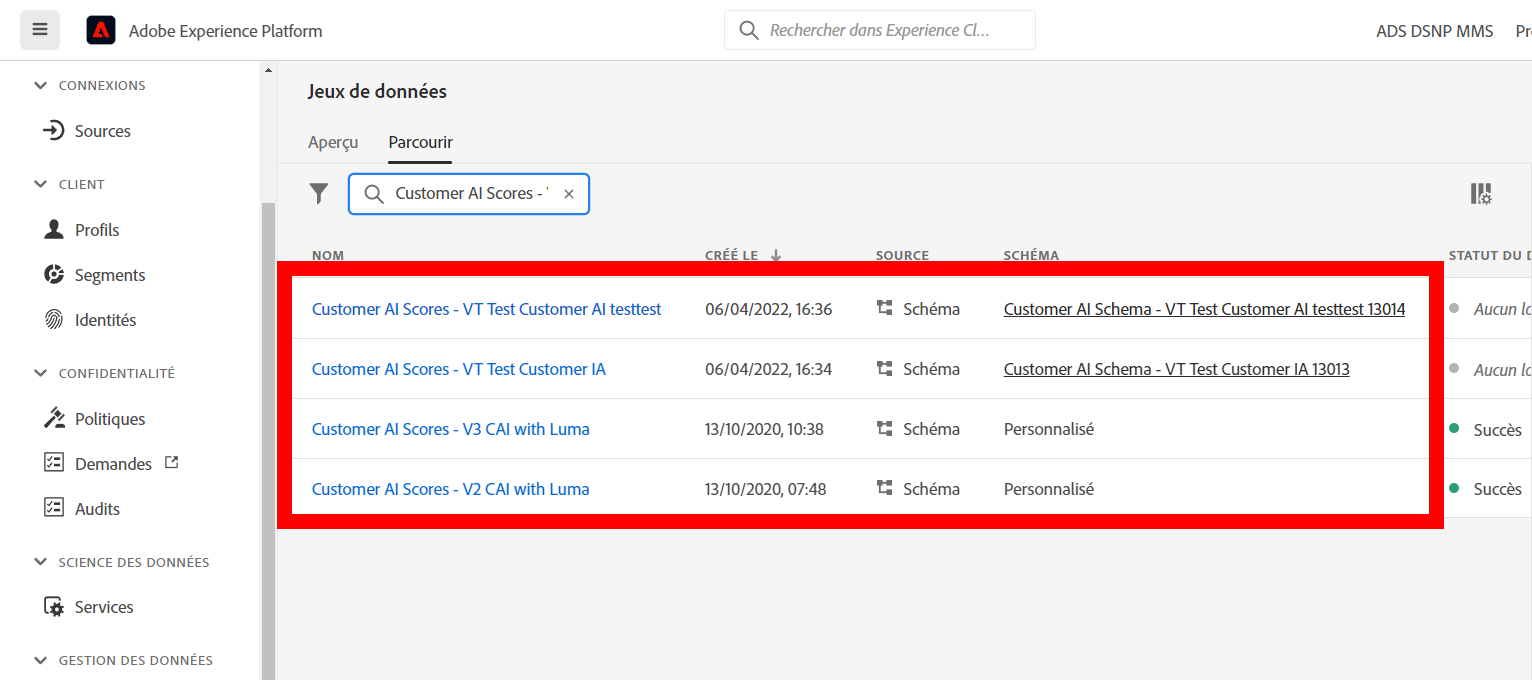 Adobe Experience Platform
Rechercher dans Experience Cl...
ADS DSNP MMS
CONNEXIONS
Sources
CLIENT
Profils
Segments
Identités
CONFIDENTIALITÉ
Politiques
Demandes
Audits
SCIENCE DES DONNÉES
Services
GESTION DES DONNÉES
Jeux de données
Aperçu Parcourir
Customer AI Scores -
NOM CRÉÉ LE SOURCE SCHÉMA STATUT DU
Customer AI Scores - VT Test Customer AI testtest 06/04/2022, 16:36 Schéma Customer AI Schema - VT Test Customer AI testtest 13014 Aucun
Customer AI Scores - VT Test Customer IA 06/04/2022, 16:34 Schéma Customer AI Schema - VT Test Customer IA 13013 Aucun
Customer AI Scores - V3 CAI with Luma 13/10/2020, 10:38 Schéma Personnalisé Succès
Customer AI Scores - V2 CAI with Luma 13/10/2020, 07:48 Schéma Personnalisé Succès